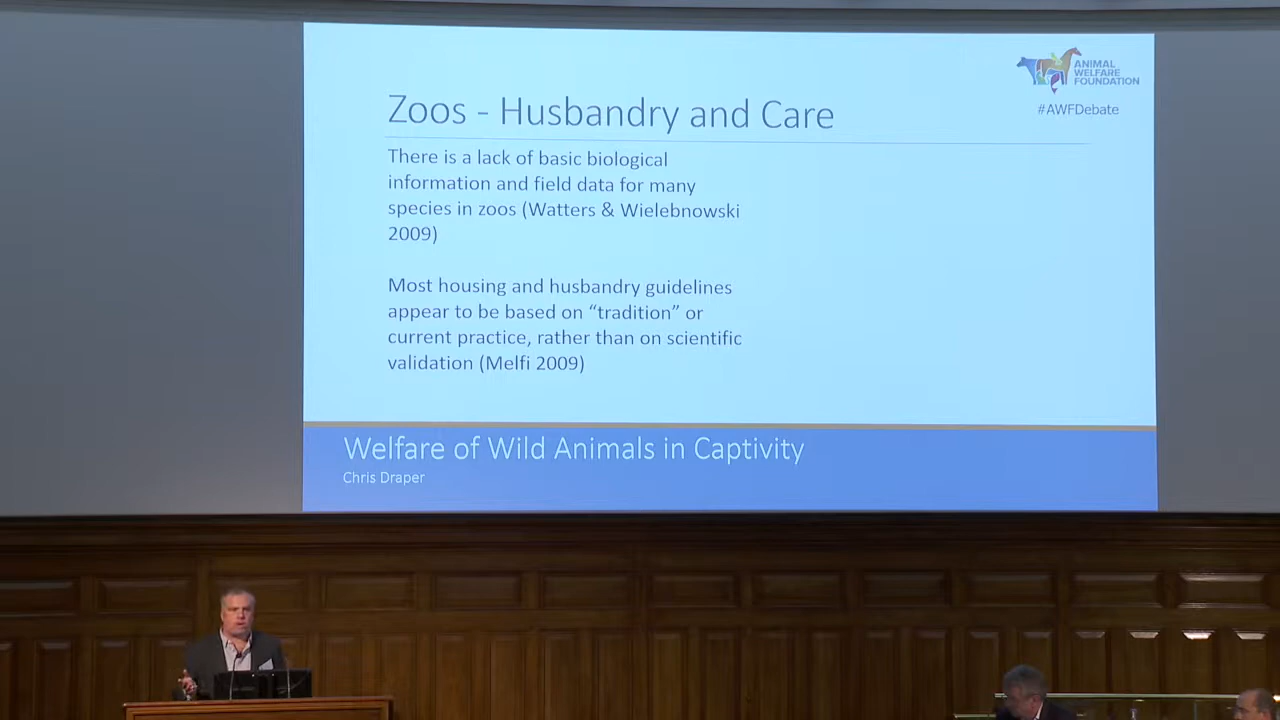 ANIMAL
WELFARE
FOUNDATION
#AWFDebate
Zoos - Husbandry and Care
There is a lack of basic biological
information and field data for many
species in zoos (Watters & Wielebnowski
2009)
Most housing and husbandry guidelines
appear to be based on “tradition” or
current practice, rather than on scientific
validation (Melfi 2009)
Welfare of Wild Animals in Captivity
Chris Draper